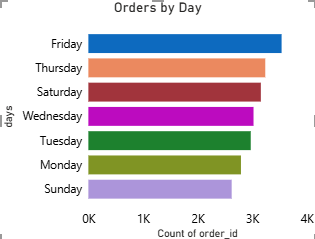 Orders by Day
Friday
Thursday
Saturday
Wednesday
Tuesday
Monday
Sunday
days
0K 1K 2K 3K 4K
Count of order_id